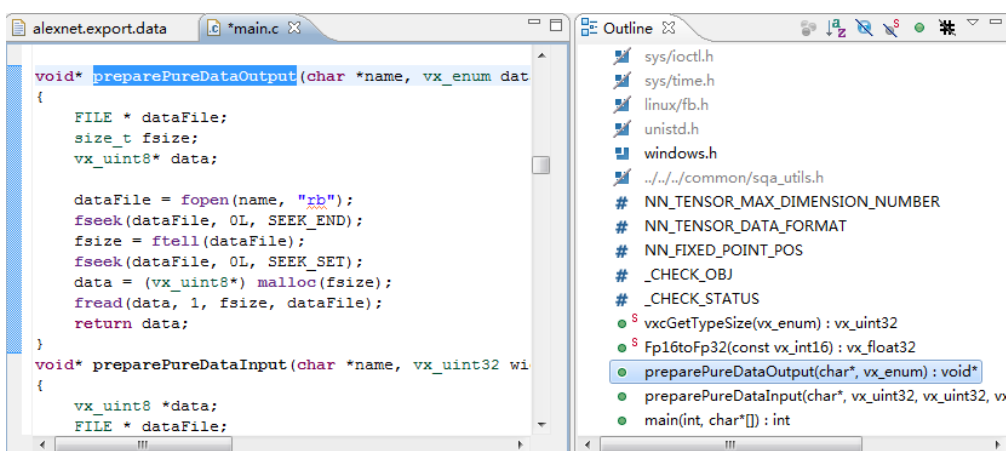 alexnet.export.data
*main.c
void* preparePureDataOutput(char *name, vx_enum dat
{
FILE * dataFile;
size_t fsize;
vx_uint8* data;
dataFile = fopen(name, "rb");
fseek(dataFile, 0L, SEEK_END);
fsize = ftell(dataFile);
fseek(dataFile, 0L, SEEK_SET);
data = (vx_uint8*) malloc(fsize);
fread(data, 1, fsize, dataFile);
return data;
}
void* preparePureDataInput(char *name, vx_uint32 wi
{
vx_uint8 *data;
FILE * dataFile;
Outline
sys/ioctl.h
sys/time.h
linux/fb.h
unistd.h
windows.h
../../../common/sqa_utils.h
# NN_TENSOR_MAX_DIMENSION_NUMBER
# NN_TENSOR_DATA_FORMAT
# NN_FIXED_POINT_POS
# _CHECK_OBJ
# _CHECK_STATUS
S vxcGetTypeSize(vx_enum) : vx_uint32
S Fp16toFp32(const vx_int16) : vx_float32
preparePureDataOutput(char*, vx_enum) : void*
preparePureDataInput(char*, vx_uint32, vx_uint32, vx
main(int, char*[]) : int